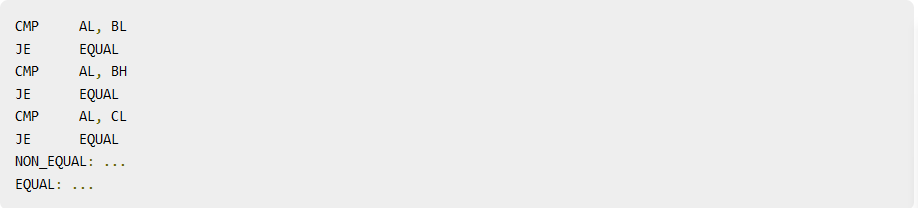 CMP     AL, BL
JE      EQUAL
CMP     AL, BH
JE      EQUAL
CMP     AL, CL
JE      EQUAL
NON_EQUAL: ...
EQUAL: ...